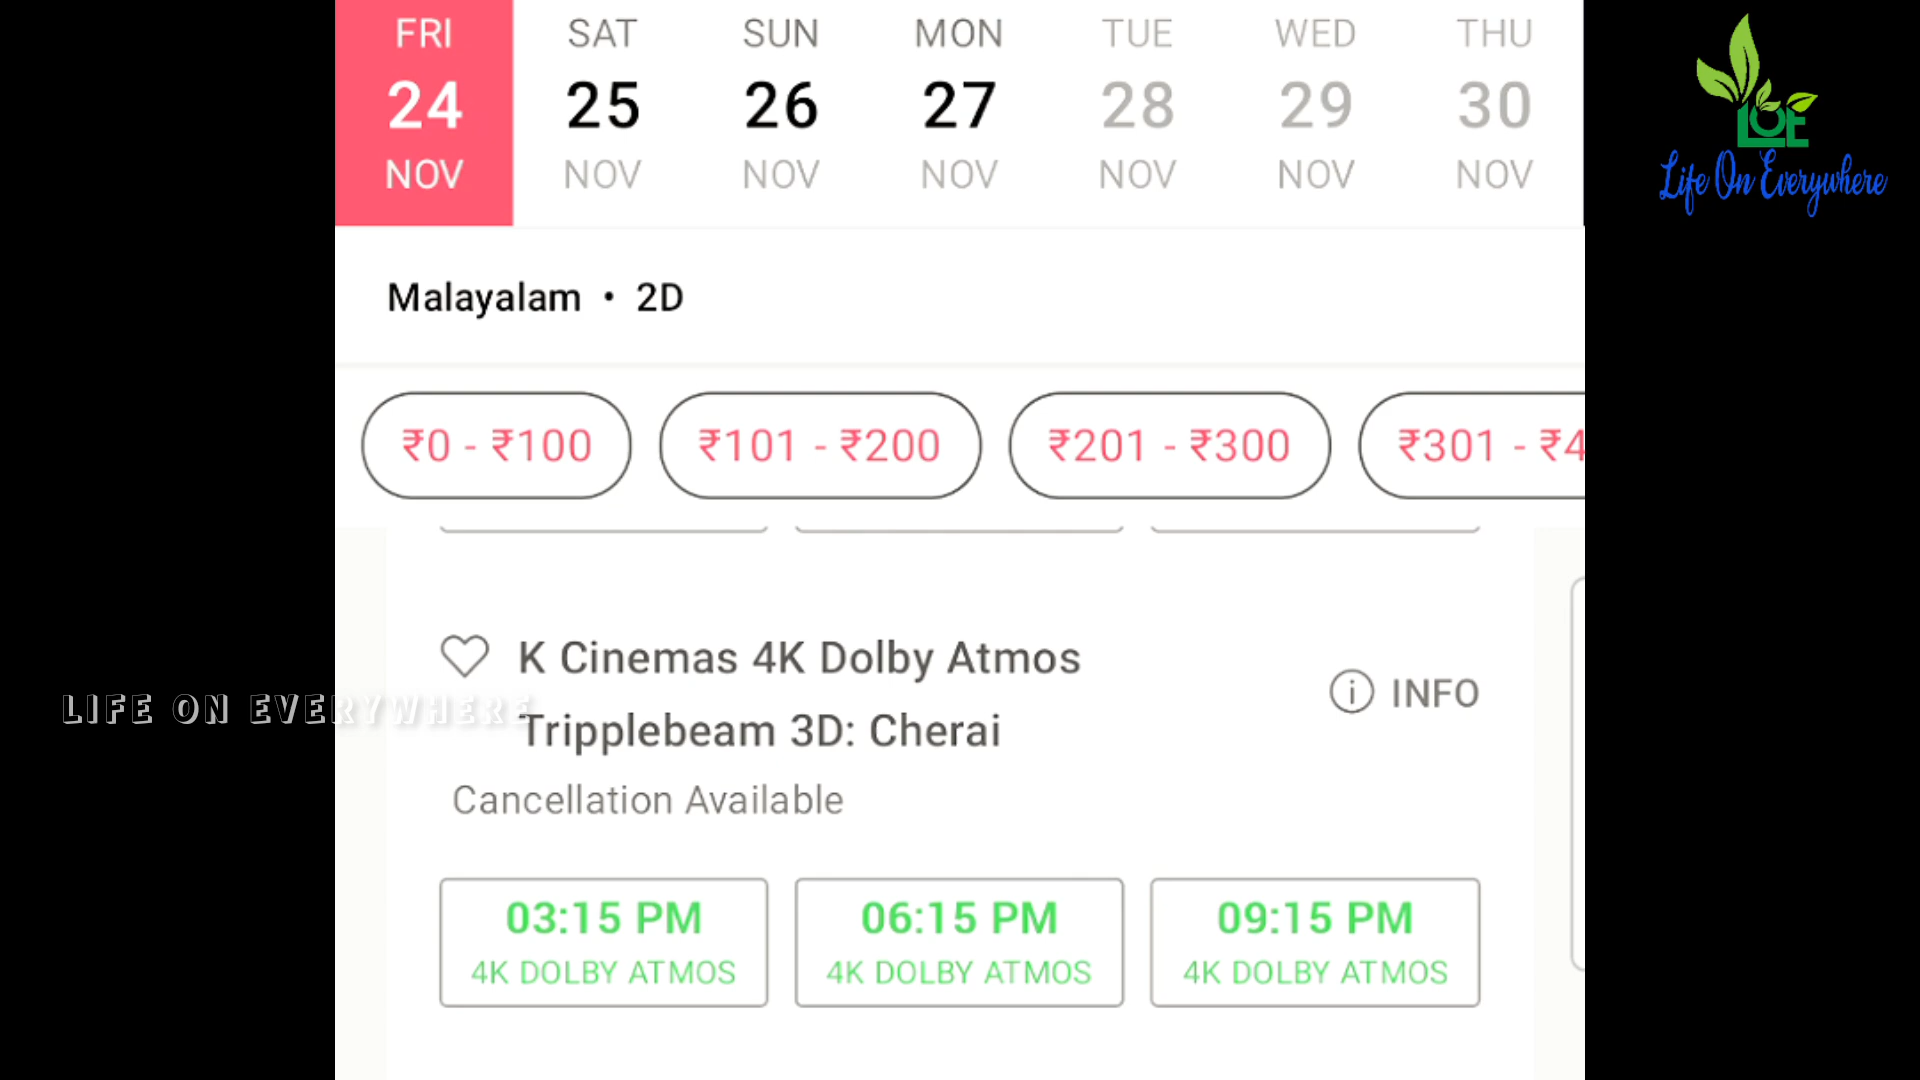 FRI SAT SUN MON TUE WED THU
24 25 26 27 28 29 30
NOV NOV NOV NOV NOV NOV NOV
LOE
Life On Everywhere
Malayalam • 2D
₹0 - ₹100 ₹101 - ₹200 ₹201 - ₹300 ₹301 - ₹4
K Cinemas 4K Dolby Atmos
Tripplebeam 3D: Cherai
INFO
LIFE ON EVERYWHERE
Cancellation Available
03:15 PM 06:15 PM 09:15 PM
4K DOLBY ATMOS 4K DOLBY ATMOS 4K DOLBY ATMOS